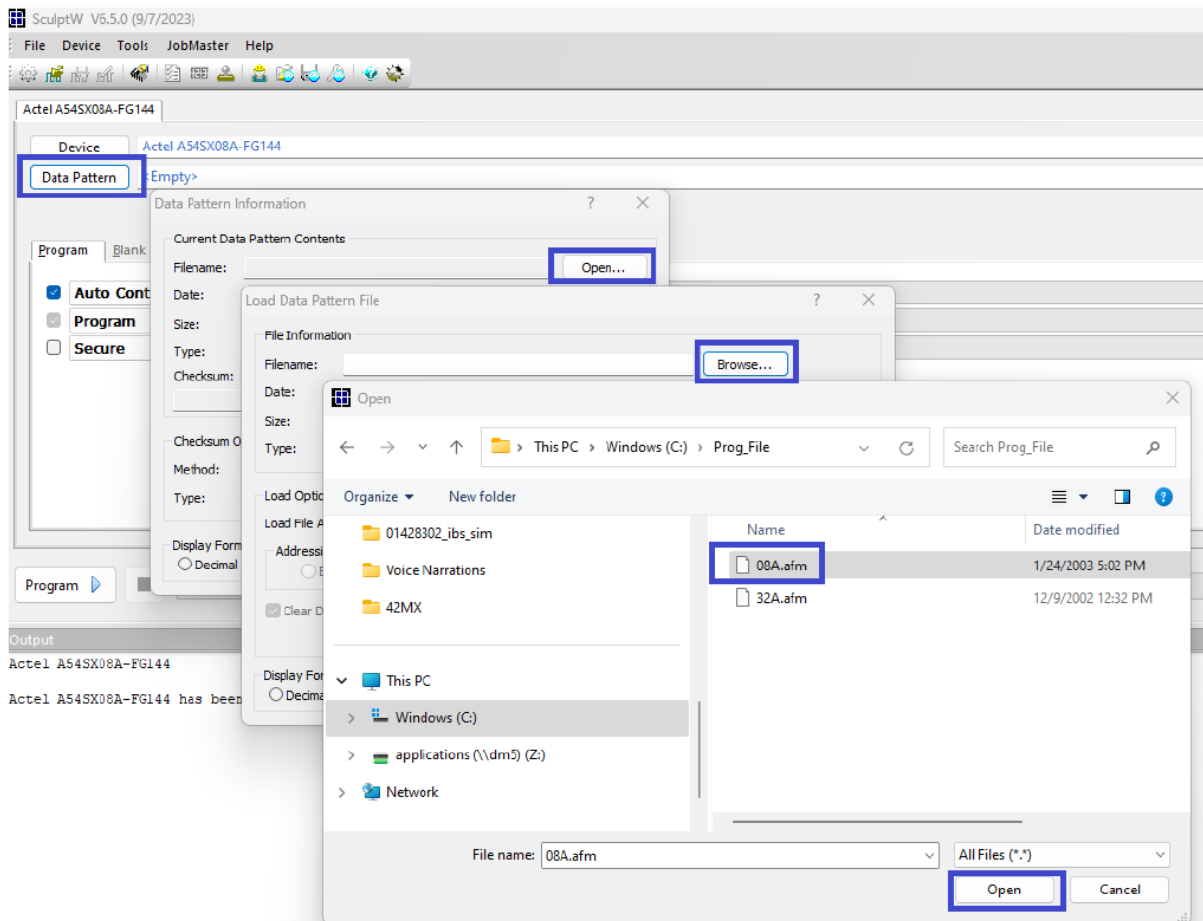 SculptW V6.5.0 (9/7/2023)
File Device Tools JobMaster Help
Actel A54SX08A-FG144
Device Actel A54SX08A-FG144
Data Pattern <Empty>
Data Pattern Information ?
Current Data Pattern Contents
Filename: Open...
Date:
Size:
Type:
Checksum:
Checksum O
Method:
Type:
Display Form
Decimal
Program Blank
Auto Cont
Program
Secure
Program
Load Data Pattern File ?
File Information
Filename: Browse...
Date:
Size:
Type:
Load Optio
Load File A
Addressi
Clear D
Display For
Decima
Open
This PC > Windows (C:) > Prog_File
Search Prog_File
Organize New folder
01428302_ibs_sim
Voice Narrations
42MX
This PC
Windows (C:)
applications (\\dm5) (Z:)
Network
Name Date modified
08A.afm 1/24/2003 5:02 PM
32A.afm 12/9/2002 12:32 PM
File name: 08A.afm All Files (*.*)
Open Cancel
Output
Actel A54SX08A-FG144
Actel A54SX08A-FG144 has been